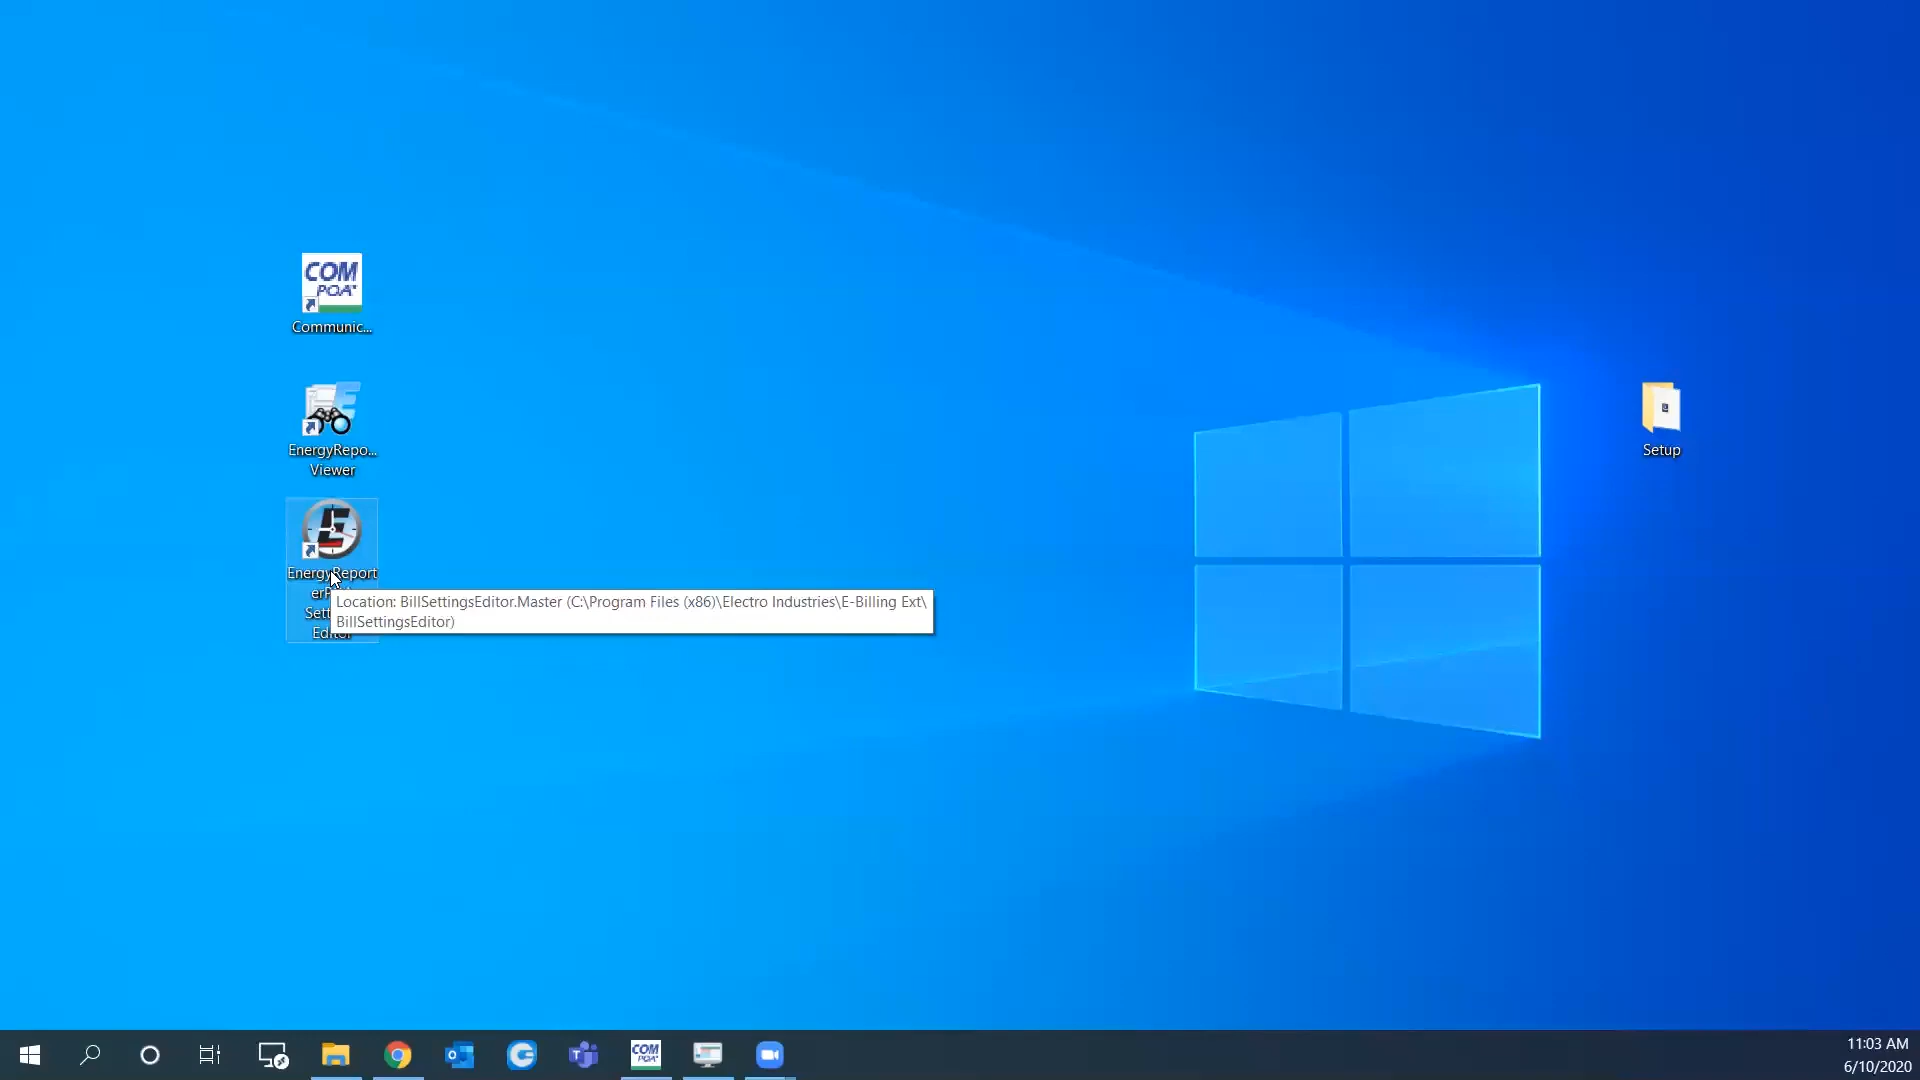 COM
PQA
Communic...
EnergyRepo...
Viewer
EnergyReport
Location: BillSettingsEditor.Master (C:\Program Files (x86)\Electro Industries\E-Billing Ext\
BillSettingsEditor)
Editor
Setup
COM
PQA
11:03 AM
6/10/2020